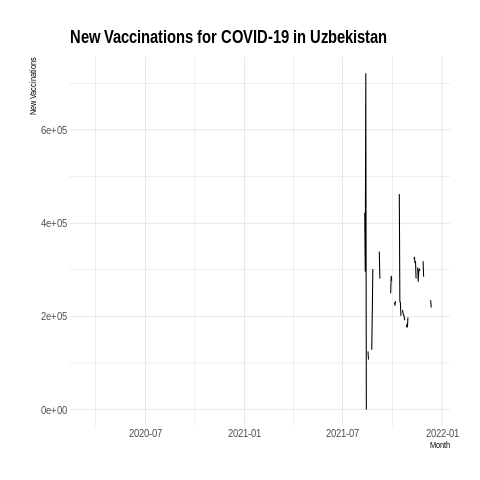 New Vaccinations for COVID-19 in Uzbekistan
New Vaccinations
6e+05
4e+05
2e+05
0e+00
2020-07
2021-01
2021-07
2022-01
Month